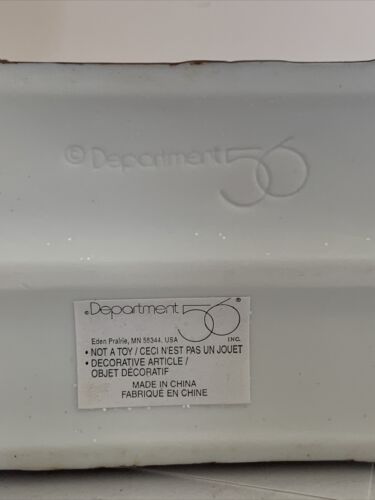 © Department 56
© Department 56 ®
Eden Prairie, MN 55344, USA INC.
• NOT A TOY / CECI N'EST PAS UN JOUET
• DECORATIVE ARTICLE /
OBJET DÉCORATIF
MADE IN CHINA
FABRIQUÉ EN CHINE